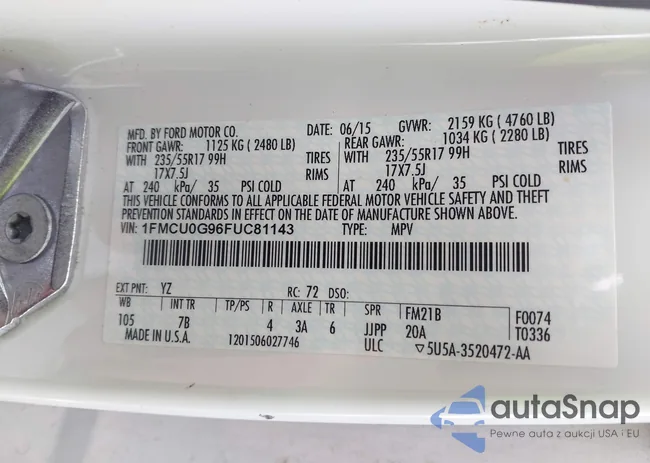 MFD. BY FORD MOTOR CO. DATE: 06/15 GVWR: 2159 KG ( 4760 LB)
FRONT GAWR: 1125 KG ( 2480 LB) REAR GAWR: 1034 KG ( 2280 LB)
WITH 235/55R17 99H TIRES WITH 235/55R17 99H TIRES
17X7.5J RIMS 17X7.5J RIMS
AT 240 kPa/ 35 PSI COLD AT 240 kPa/ 35 PSI COLD
THIS VEHICLE CONFORMS TO ALL APPLICABLE FEDERAL MOTOR VEHICLE SAFETY AND THEFT
PREVENTION STANDARDS IN EFFECT ON THE DATE OF MANUFACTURE SHOWN ABOVE.
VIN: 1FMCU0G96FUC81143 TYPE: MPV
EXT PNT: YZ RC: 72 DSO:
WB INT TR TP/PS R AXLE TR SPR FM21B F0074
105 7B 4 3A 6 JJPP 20A T0336
MADE IN U.S.A. 1201506027746 ULC ▽5U5A-3520472-AA
autaSnap
Pewne auta z aukcji USA i EU